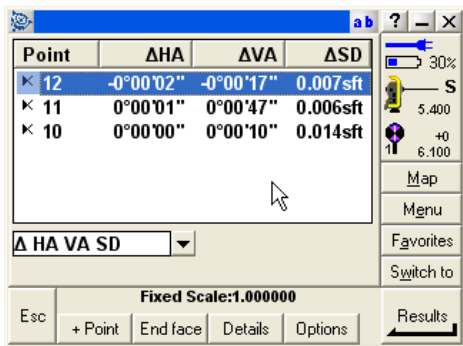 ab ? – X
Point ΔHA ΔVA ΔSD
12 -0°00'02" -0°00'17" 0.007sft
11 0°00'01" 0°00'47" 0.006sft
10 0°00'00" 0°00'10" 0.014sft
30%
S
5.400
+0
1 6.100
Map
Menu
Favorites
Switch to
Δ HA VA SD
Fixed Scale:1.000000
Esc + Point End face Details Options Results